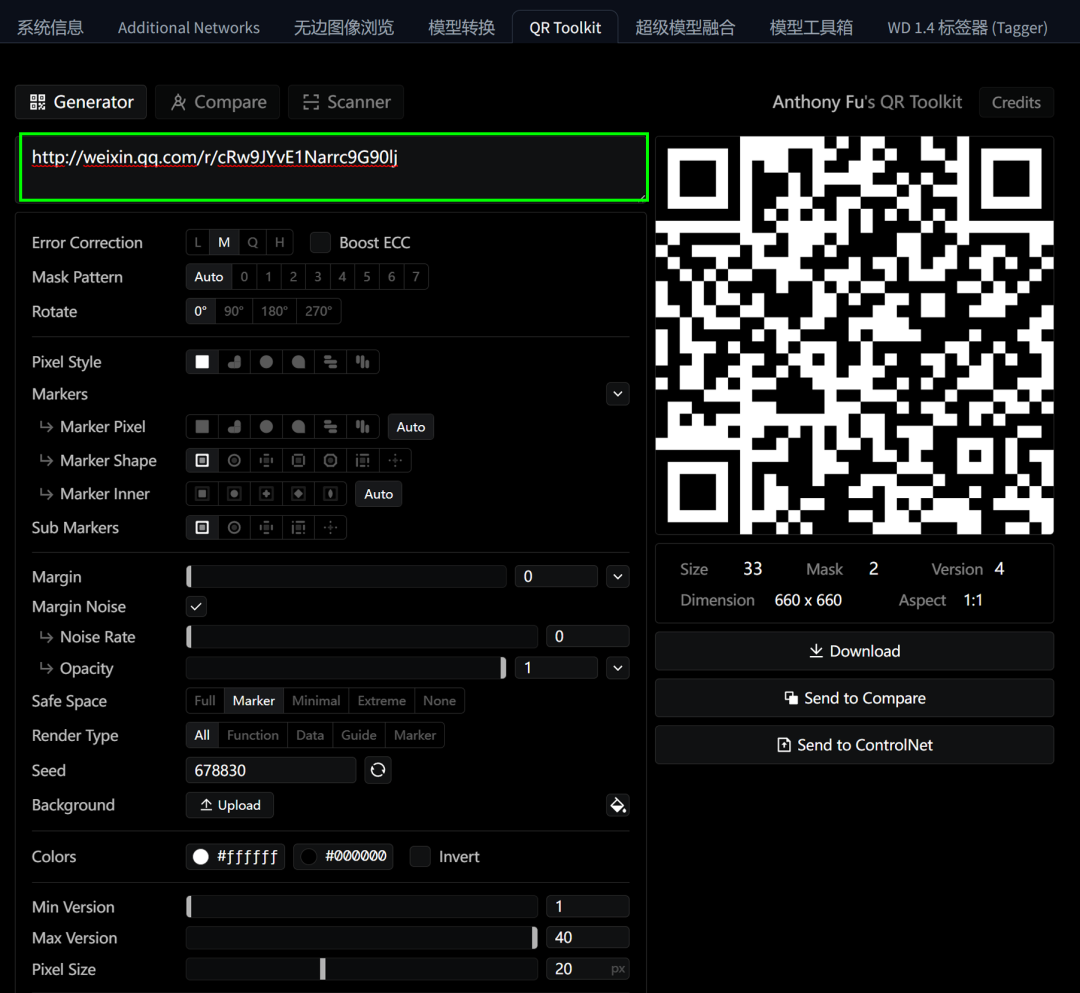 系统信息 Additional Networks 无边图像浏览 模型转换 QR Toolkit 超级模型融合 模型工具箱 WD 1.4 标签器 (Tagger)
Generator Compare Scanner Anthony Fu's QR Toolkit Credits
http://weixin.qq.com/r/cRw9JYvE1Narrc9G90lj
Error Correction L M Q H Boost ECC
Mask Pattern Auto 0 1 2 3 4 5 6 7
Rotate 0° 90° 180° 270°
Pixel Style
Markers
Marker Pixel Auto
Marker Shape
Marker Inner Auto
Sub Markers
Margin 0
Margin Noise
Noise Rate 0
Opacity 1
Safe Space Full Marker Minimal Extreme None
Render Type All Function Data Guide Marker
Seed 678830
Background Upload
Colors #ffffff #000000 Invert
Min Version 1
Max Version 40
Pixel Size 20 px
Size 33 Mask 2 Version 4
Dimension 660 x 660 Aspect 1:1
Download
Send to Compare
Send to ControlNet